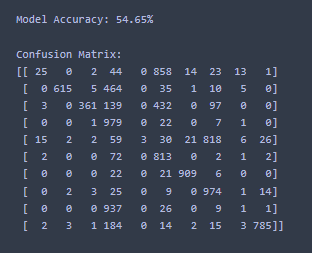 Model Accuracy: 54.65%
Confusion Matrix:
[[ 25 0 2 44 0 858 14 23 13 1]
[ 0 615 5 464 0 35 1 10 5 0]
[ 3 0 361 139 0 432 0 97 0 0]
[ 0 0 1 979 0 22 0 7 1 0]
[ 15 2 2 59 3 30 21 818 6 26]
[ 2 0 0 72 0 813 0 2 1 2]
[ 0 0 0 22 0 21 909 6 0 0]
[ 0 2 3 25 0 9 0 974 1 14]
[ 0 0 0 937 0 26 0 9 1 1]
[ 2 3 1 184 0 14 2 15 3 785]]